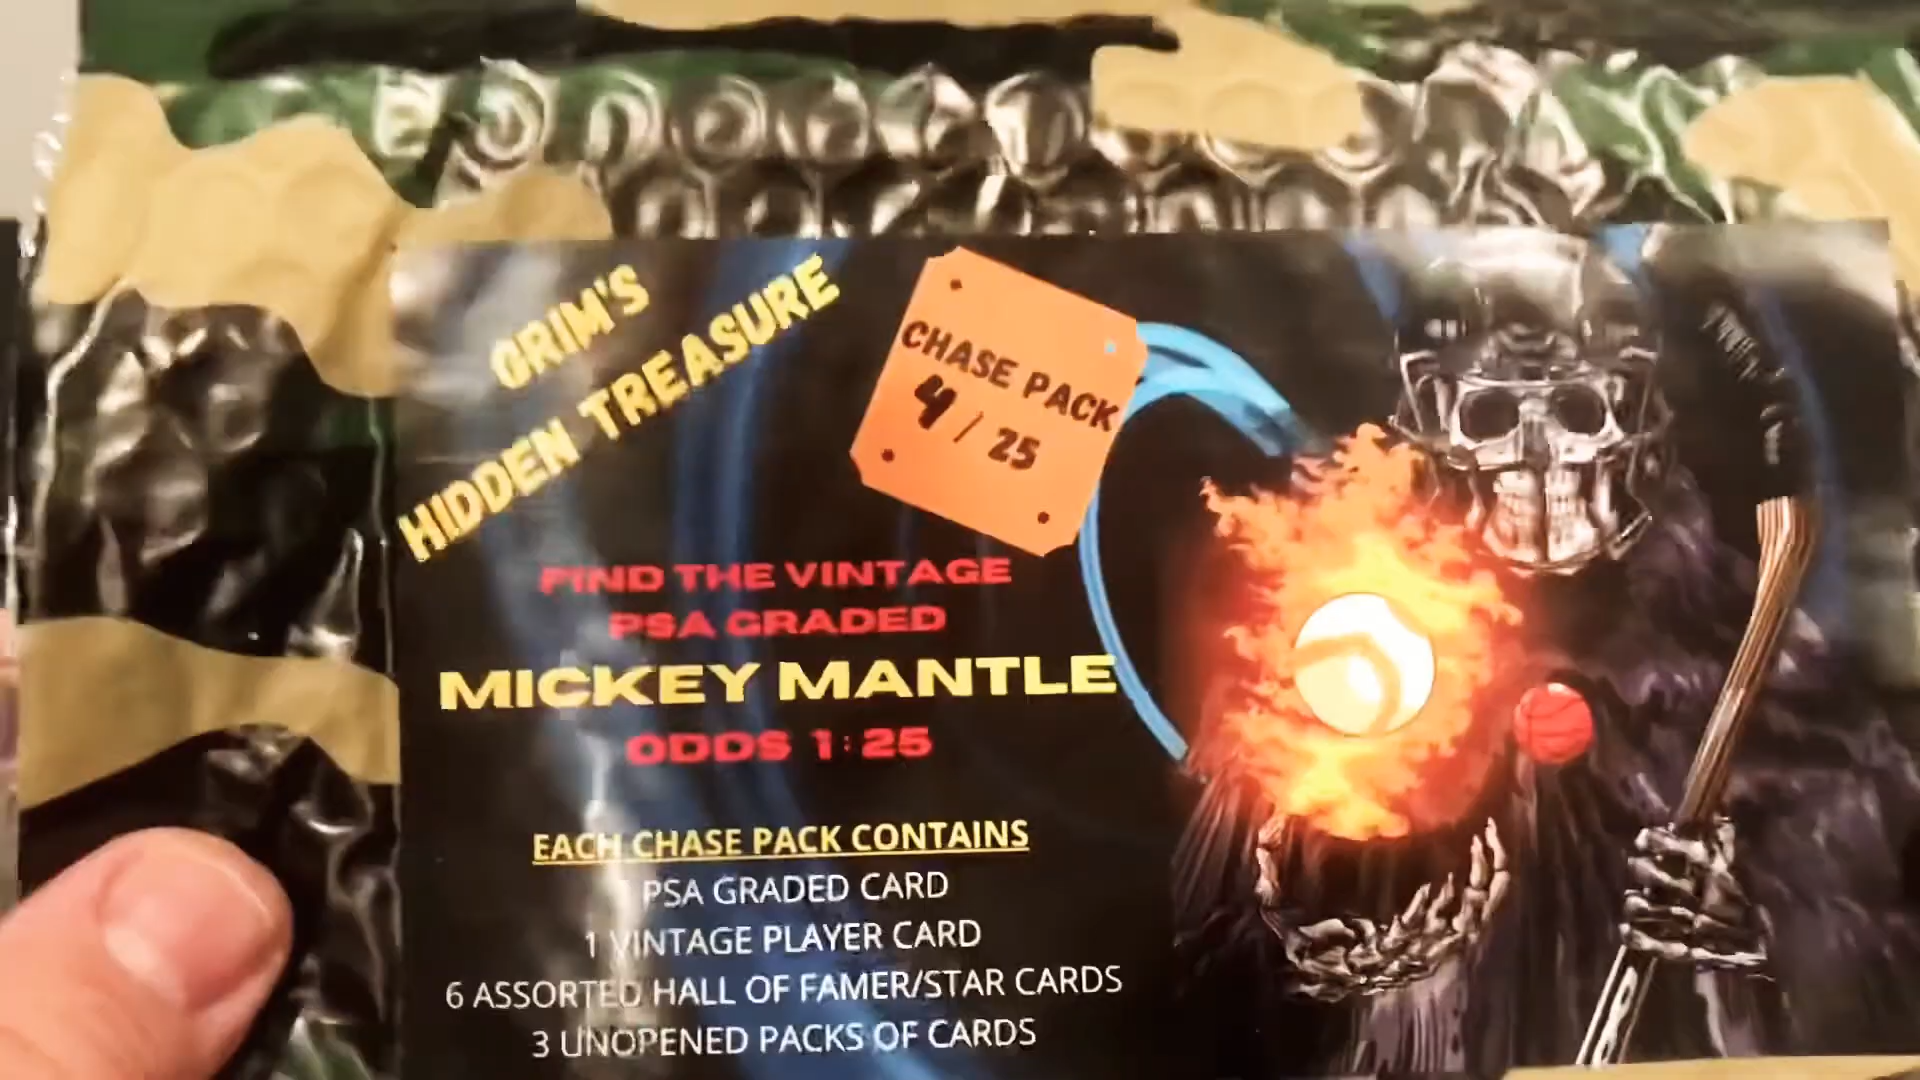 GRIM'S
HIDDEN TREASURE
CHASE PACK
4 / 25
FIND THE VINTAGE
PSA GRADED
MICKEY MANTLE
ODDS 1:25
EACH CHASE PACK CONTAINS
PSA GRADED CARD
1 VINTAGE PLAYER CARD
6 ASSORTED HALL OF FAMER/STAR CARDS
3 UNOPENED PACKS OF CARDS